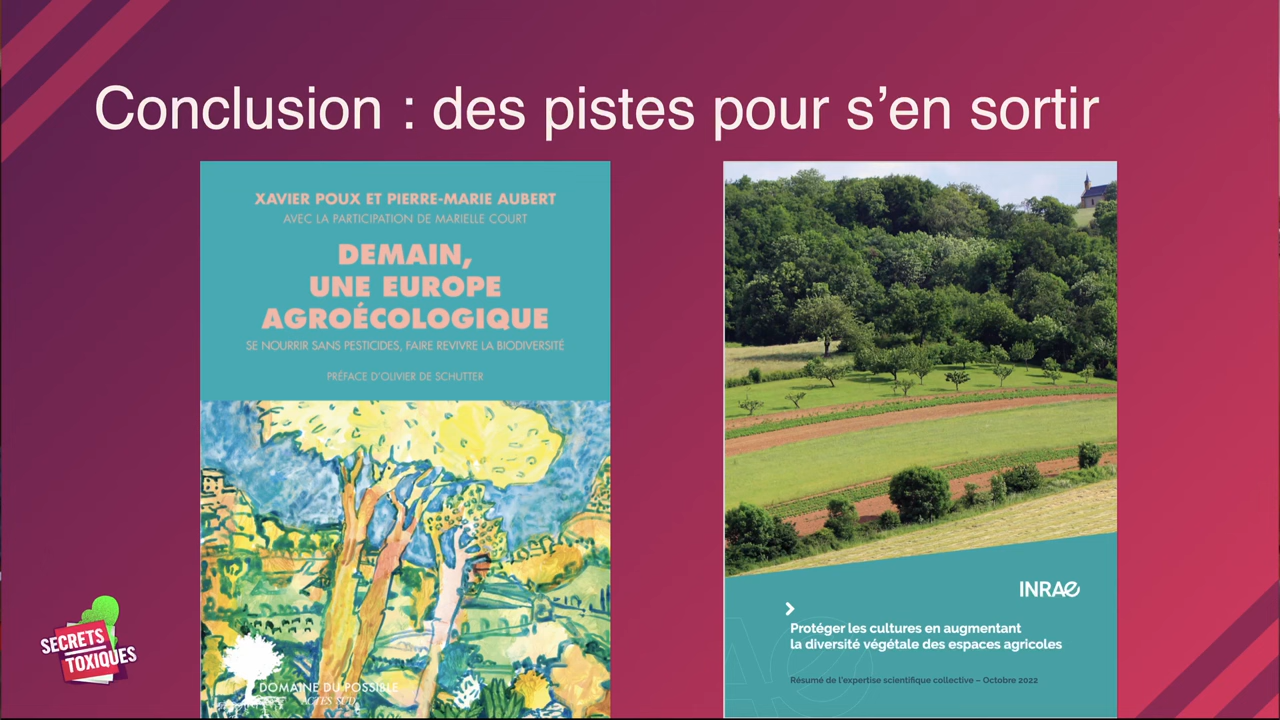 Conclusion : des pistes pour s’en sortir
XAVIER POUX ET PIERRE-MARIE AUBERT
AVEC LA PARTICIPATION DE MARIELLE COURT
DEMAIN,
UNE EUROPE
AGROÉCOLOGIQUE
SE NOURRIR SANS PESTICIDES, FAIRE REVIVRE LA BIODIVERSITÉ
PRÉFACE D’OLIVIER DE SCHUTTER
DOMAINE DU POSSIBLE
ACTES SUD
INRAE
Protéger les cultures en augmentant
la diversité végétale des espaces agricoles
Résumé de l’expertise scientifique collective – Octobre 2022
SECRETS
TOXIQUES